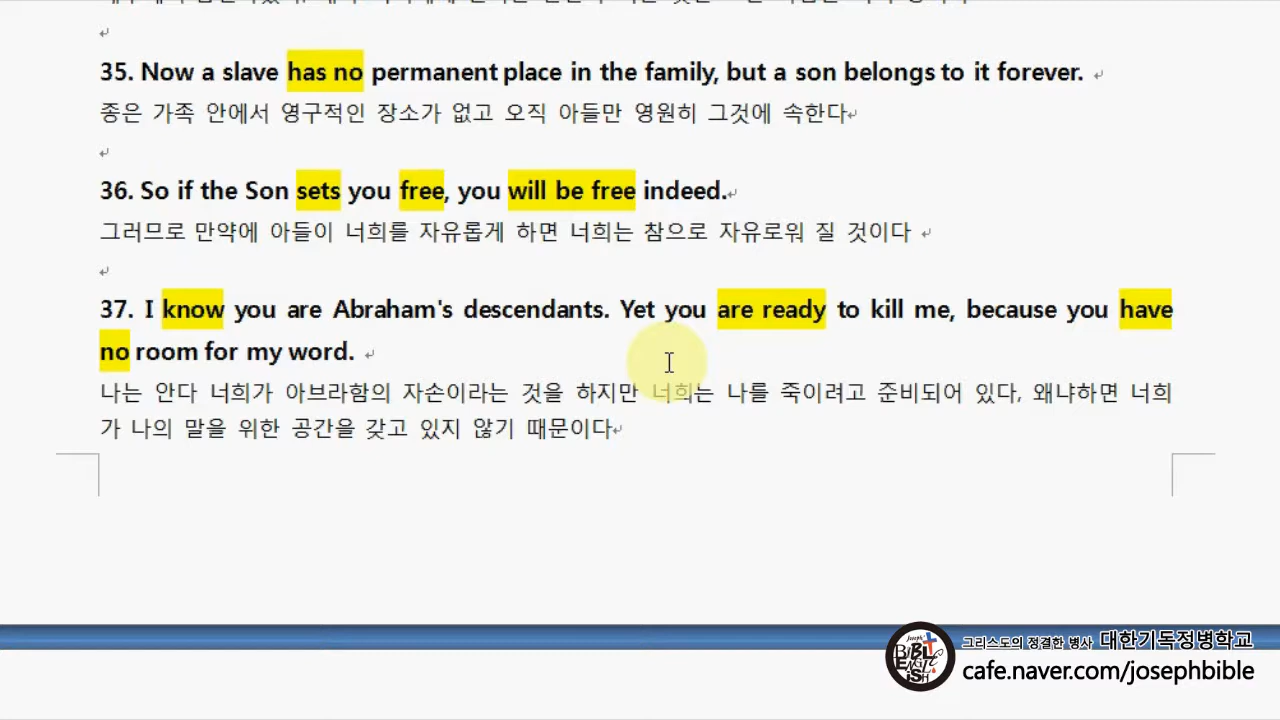 35. Now a slave has no permanent place in the family, but a son belongs to it forever.
종은 가족 안에서 영구적인 장소가 없고 오직 아들만 영원히 그것에 속한다
36. So if the Son sets you free, you will be free indeed.
그러므로 만약에 아들이 너희를 자유롭게 하면 너희는 참으로 자유로워 질 것이다
37. I know you are Abraham's descendants. Yet you are ready to kill me, because you have
no room for my word.
나는 안다 너희가 아브라함의 자손이라는 것을 하지만 너희는 나를 죽이려고 준비되어 있다, 왜냐하면 너희
가 나의 말을 위한 공간을 갖고 있지 않기 때문이다
Joseph's
BIBLE
ENGLISH
그리스도의 정결한 병사 대한기독정병학교
cafe.naver.com/josephbible